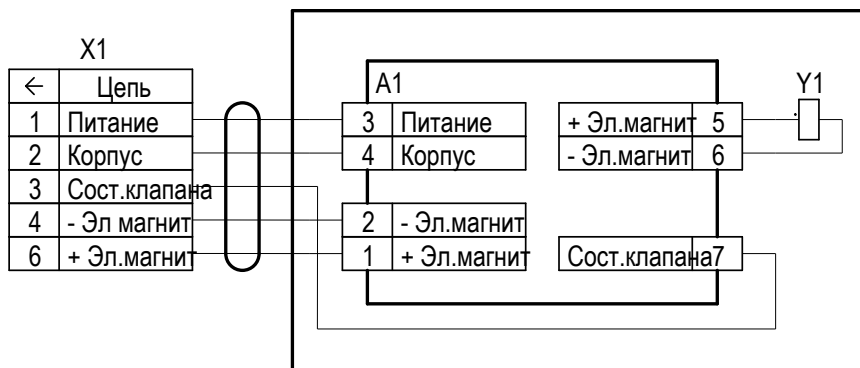 X1
← Цепь
1 Питание
2 Корпус
3 Сост.клапана
4 - Эл магнит
6 + Эл.магнит
A1
3 Питание
4 Корпус
2 - Эл.магнит
1 + Эл.магнит
+ Эл.магнит 5
- Эл.магнит 6
Сост.клапана 7
Y1